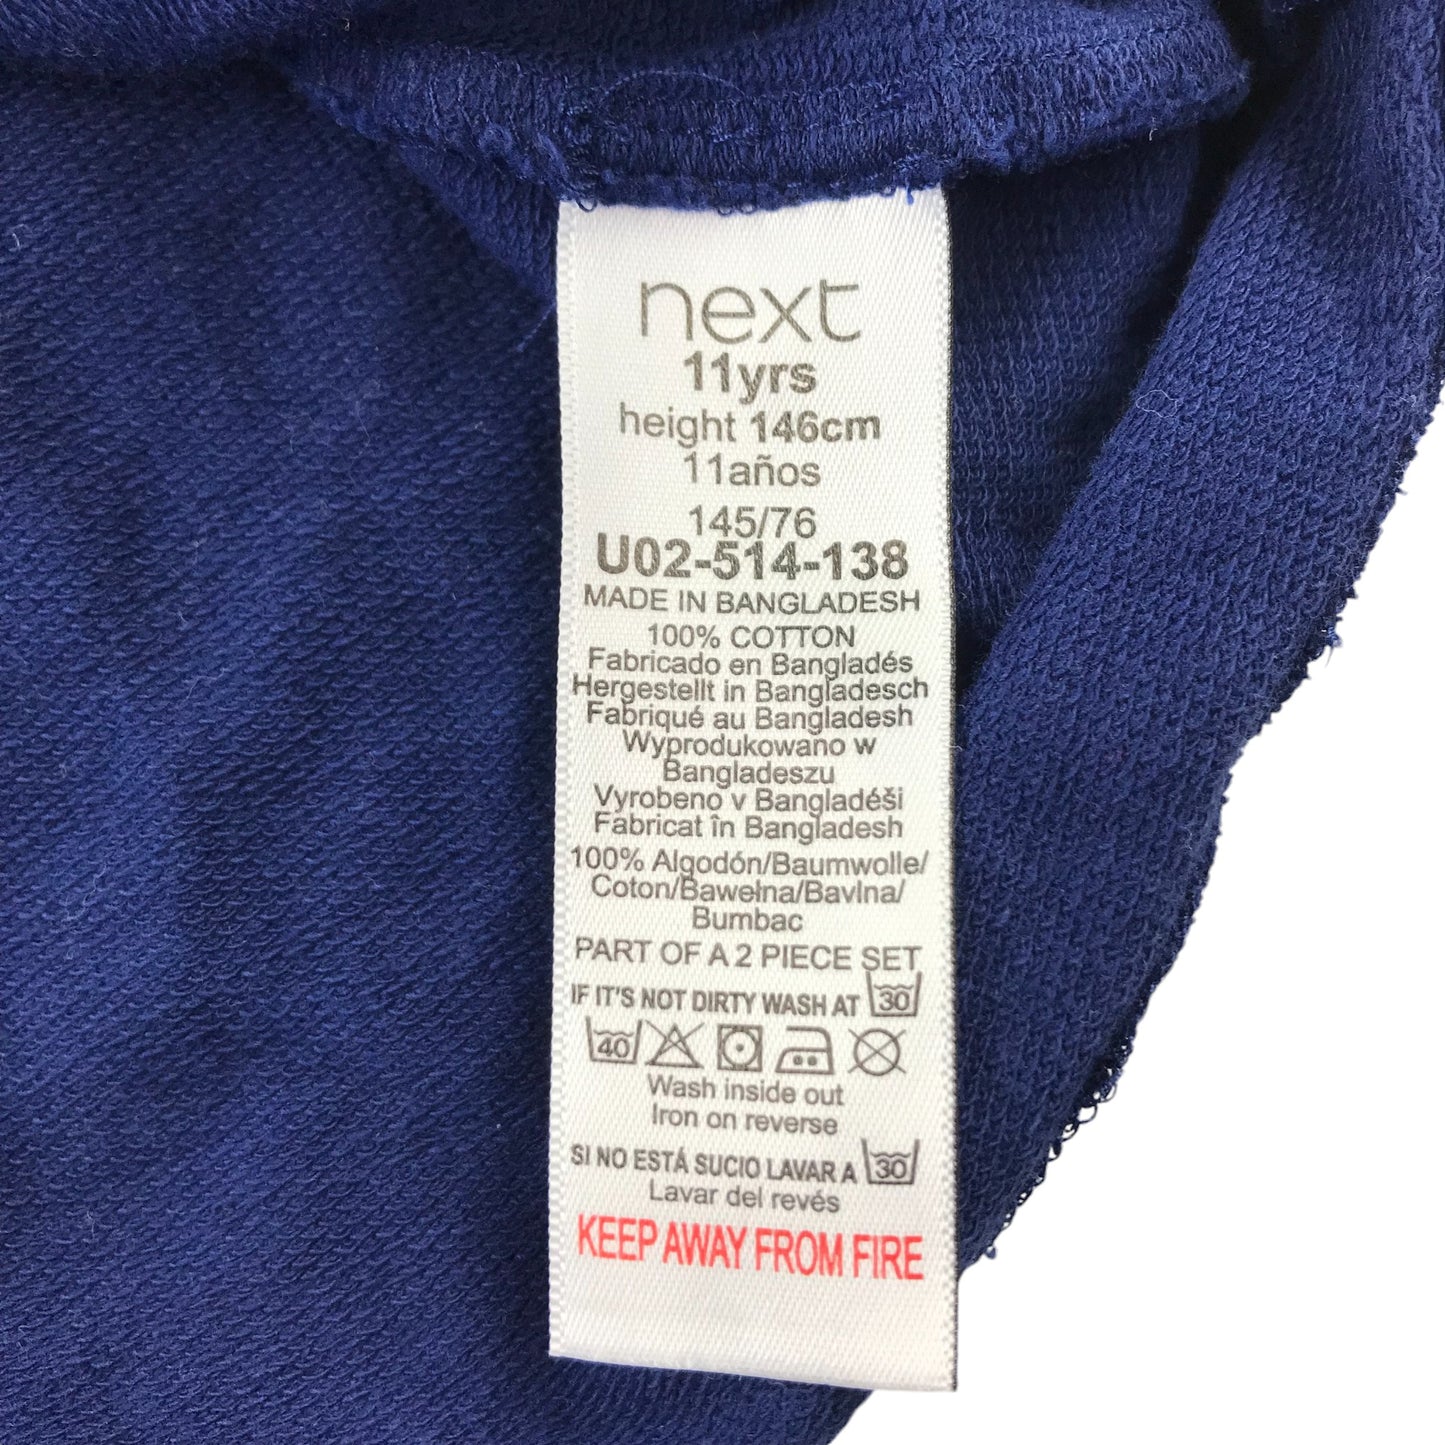 next
11yrs
height 146cm
11años
145/76
U02-514-138
MADE IN BANGLADESH
100% COTTON
Fabricado en Bangladés
Hergestellt in Bangladesch
Fabriqué au Bangladesh
Wyprodukowano w
Bangladeszu
Vyrobeno v Bangladéši
Fabricat în Bangladesh
100% Algodón/Baumwolle/
Coton/Bawełna/Bavlna/
Bumbac
PART OF A 2 PIECE SET
IF IT'S NOT DIRTY WASH AT 30
40
Wash inside out
Iron on reverse
SI NO ESTÁ SUCIO LAVAR A 30
Lavar del revés
KEEP AWAY FROM FIRE